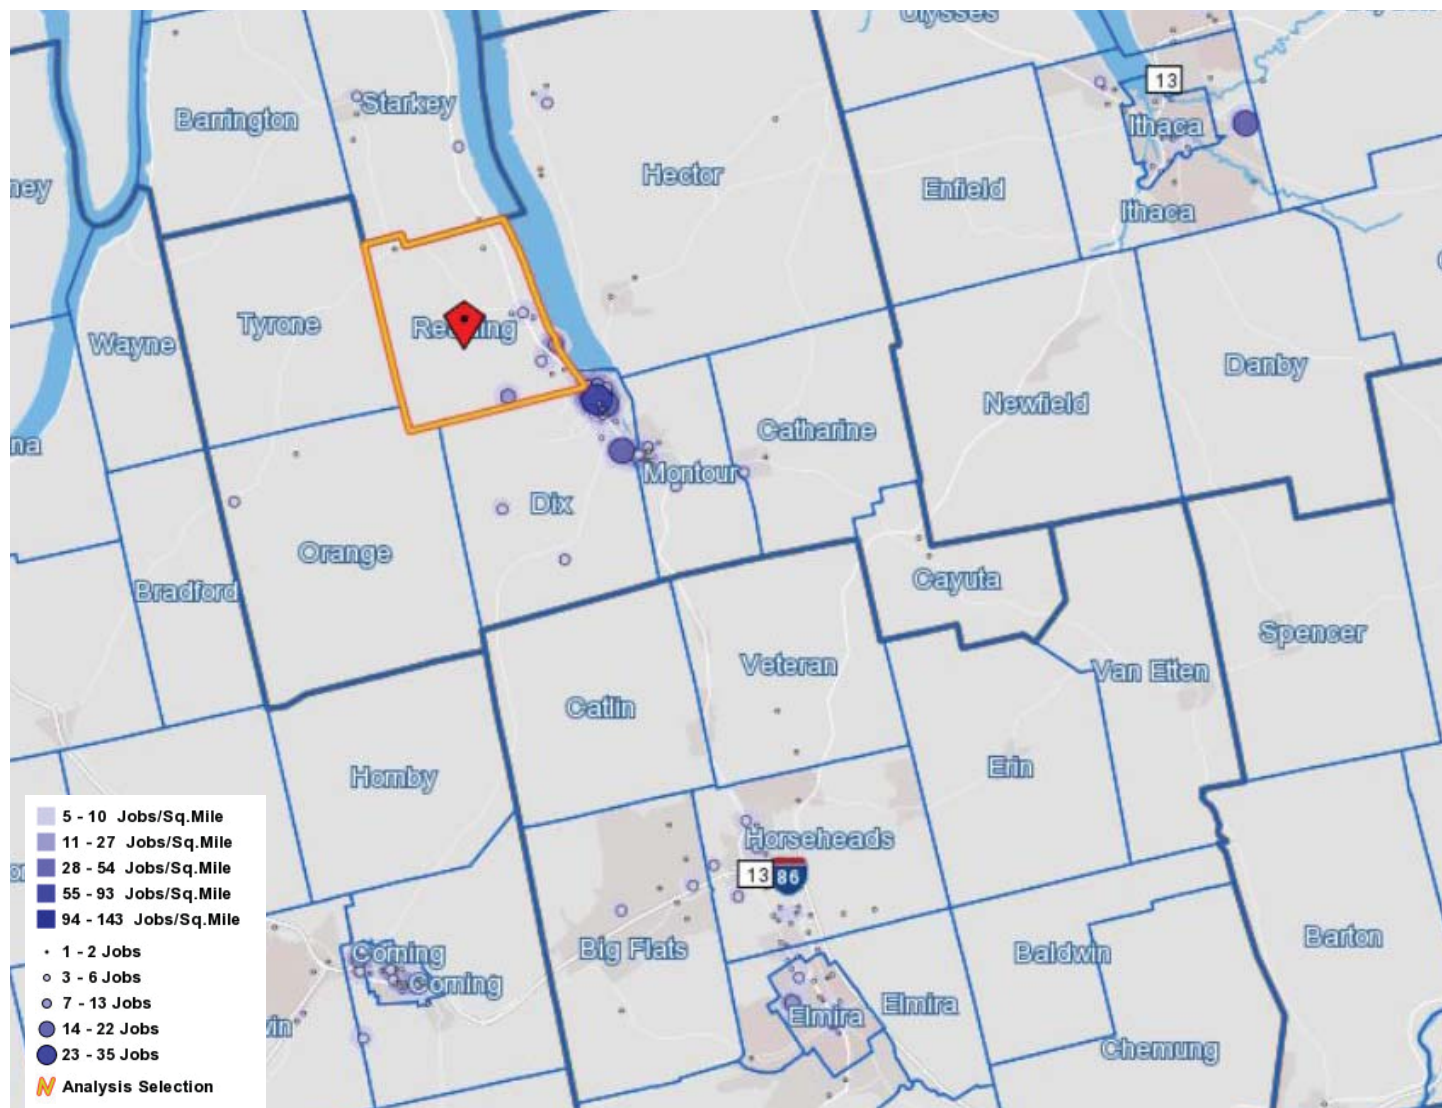 Ulysses
13
Barrington
Starkey
Ithaca
Hector
Enfield
Ithaca
Tyrone
Wayne
Danby
Newfield
Catharine
Montour
Dix
Orange
Cayuta
Bradford
Spencer
Veteran
Van Etten
Catlin
Erin
Hornby
Horseheads
13 86
Barton
Big Flats
Baldwin
Corning
Corning
Elmira
Elmira
Chemung
5 - 10 Jobs/Sq.Mile
11 - 27 Jobs/Sq.Mile
28 - 54 Jobs/Sq.Mile
55 - 93 Jobs/Sq.Mile
94 - 143 Jobs/Sq.Mile
1 - 2 Jobs
3 - 6 Jobs
7 - 13 Jobs
14 - 22 Jobs
23 - 35 Jobs
Analysis Selection